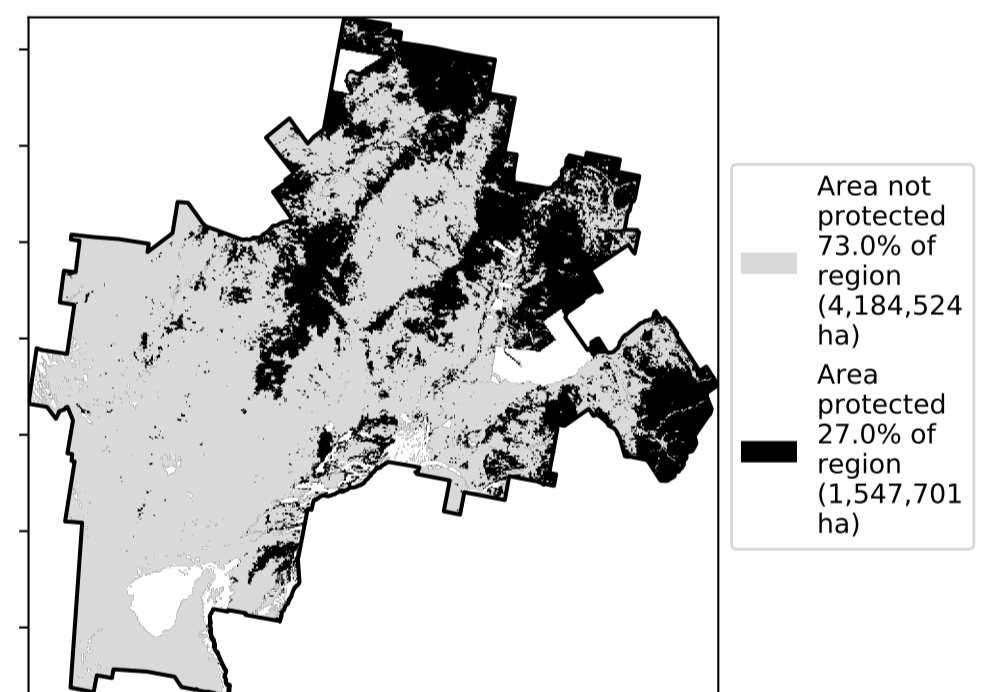 Area not
protected
73.0% of
region
(4,184,524
ha)
Area
protected
27.0% of
region
(1,547,701
ha)